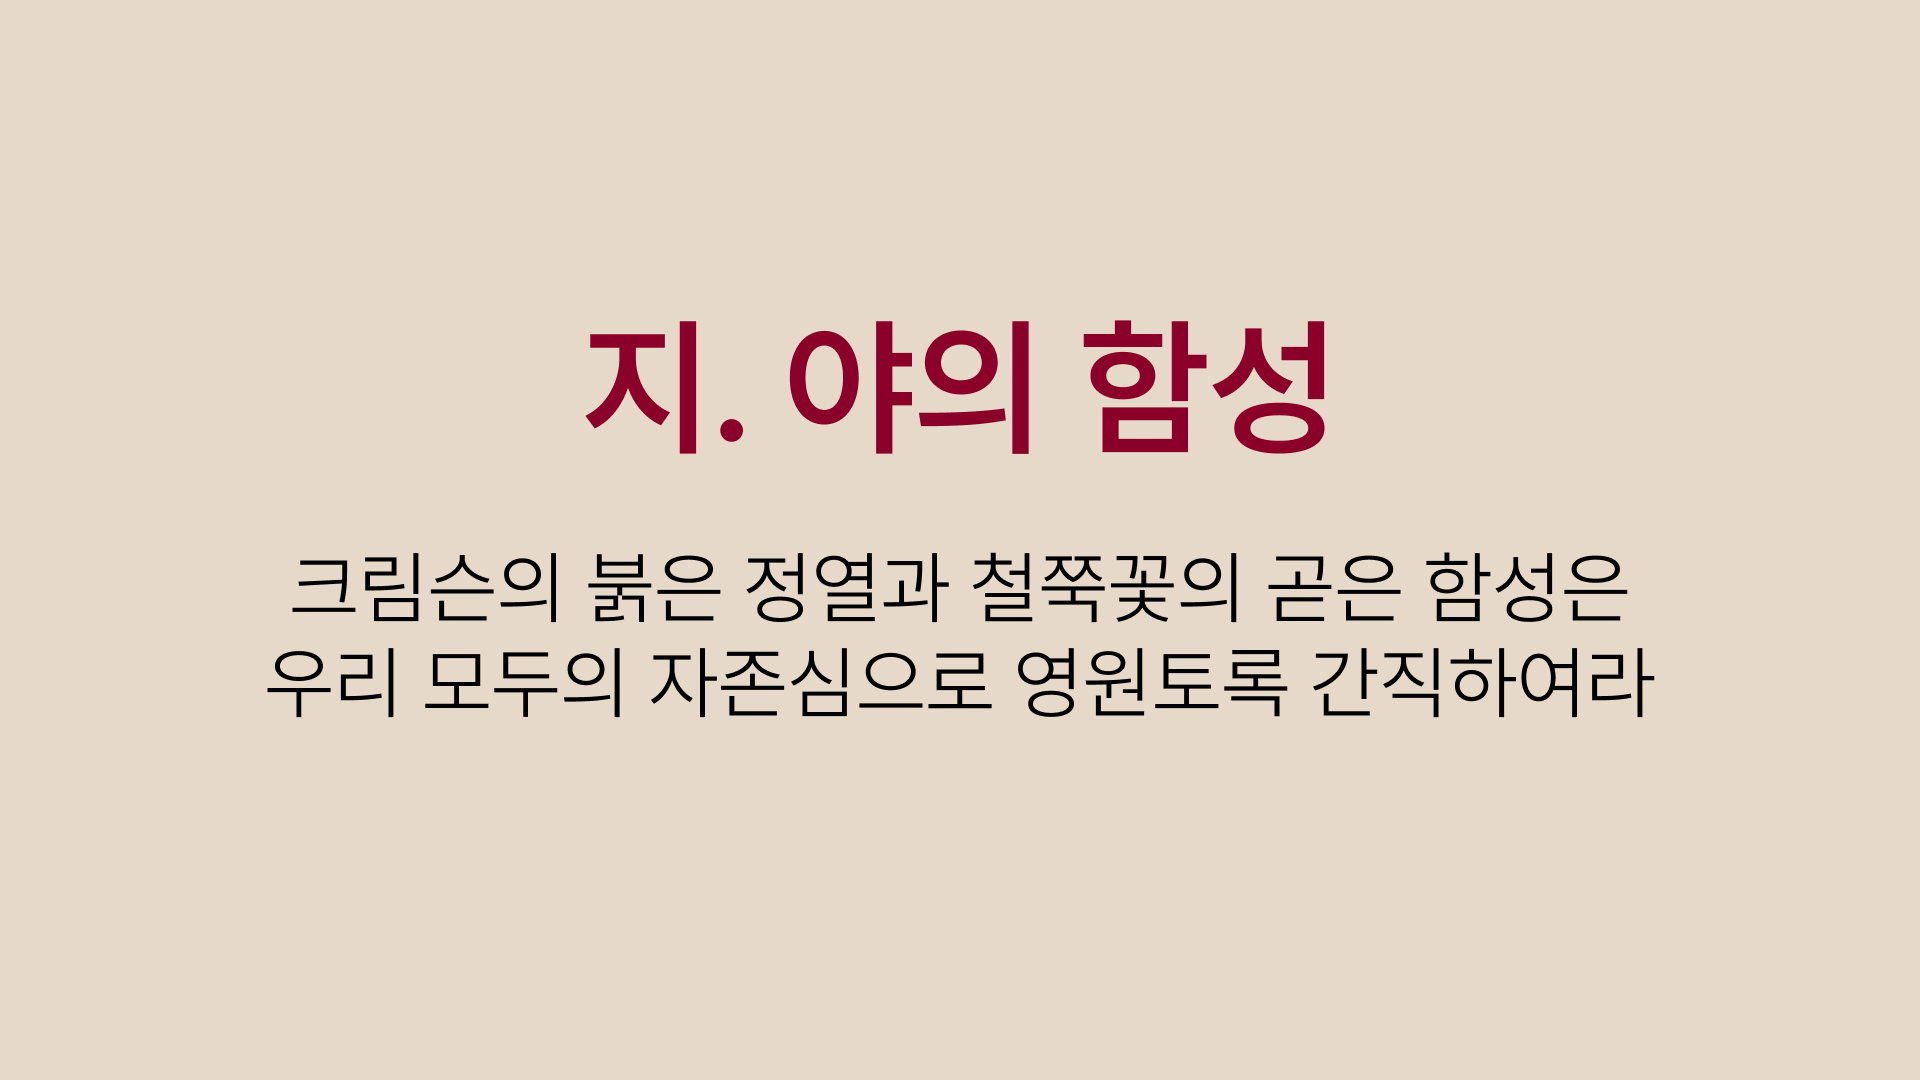 지. 야의 함성
크림슨의 붉은 정열과 철쭉꽃의 곧은 함성은
우리 모두의 자존심으로 영원토록 간직하여라